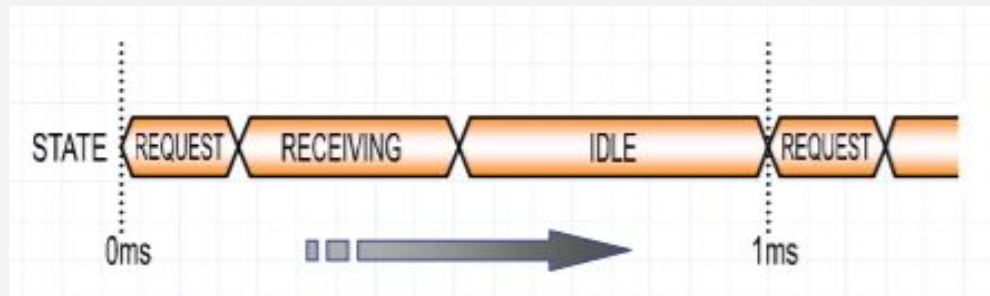 STATE REQUEST RECEIVING IDLE REQUEST
0ms 1ms